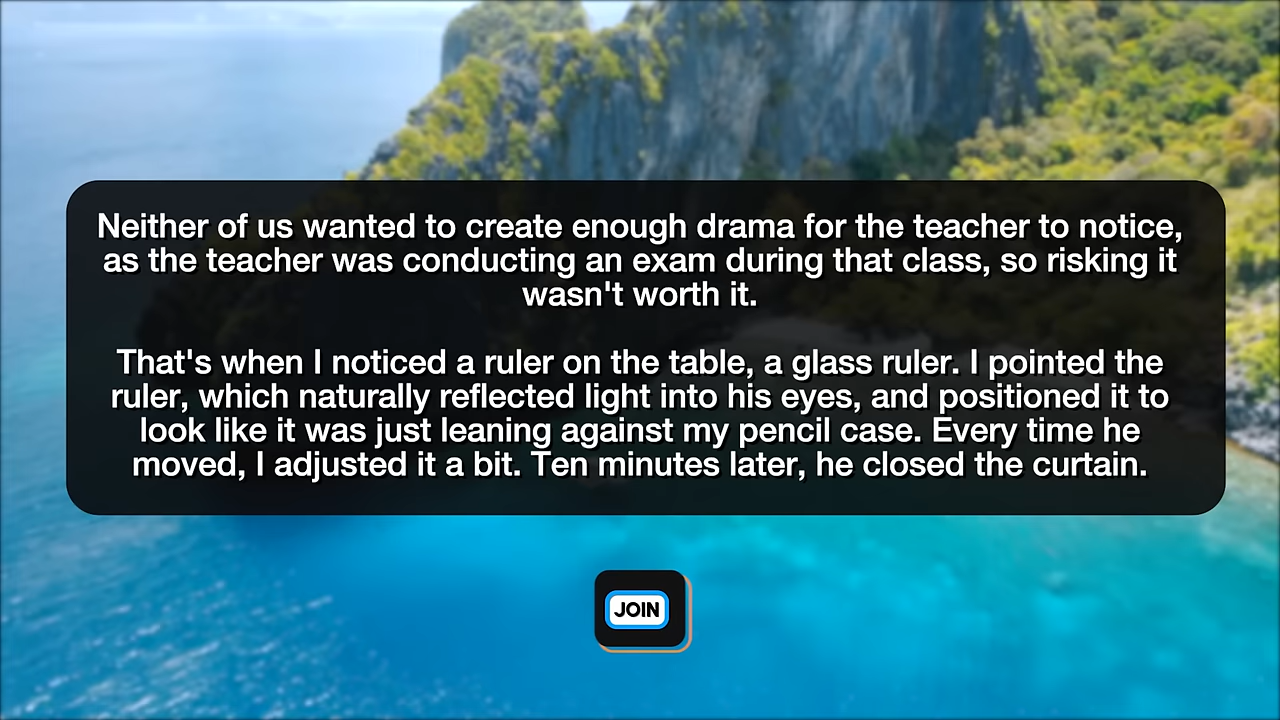 Neither of us wanted to create enough drama for the teacher to notice,
as the teacher was conducting an exam during that class, so risking it
wasn't worth it.
That's when I noticed a ruler on the table, a glass ruler. I pointed the
ruler, which naturally reflected light into his eyes, and positioned it to
look like it was just leaning against my pencil case. Every time he
moved, I adjusted it a bit. Ten minutes later, he closed the curtain.
JOIN